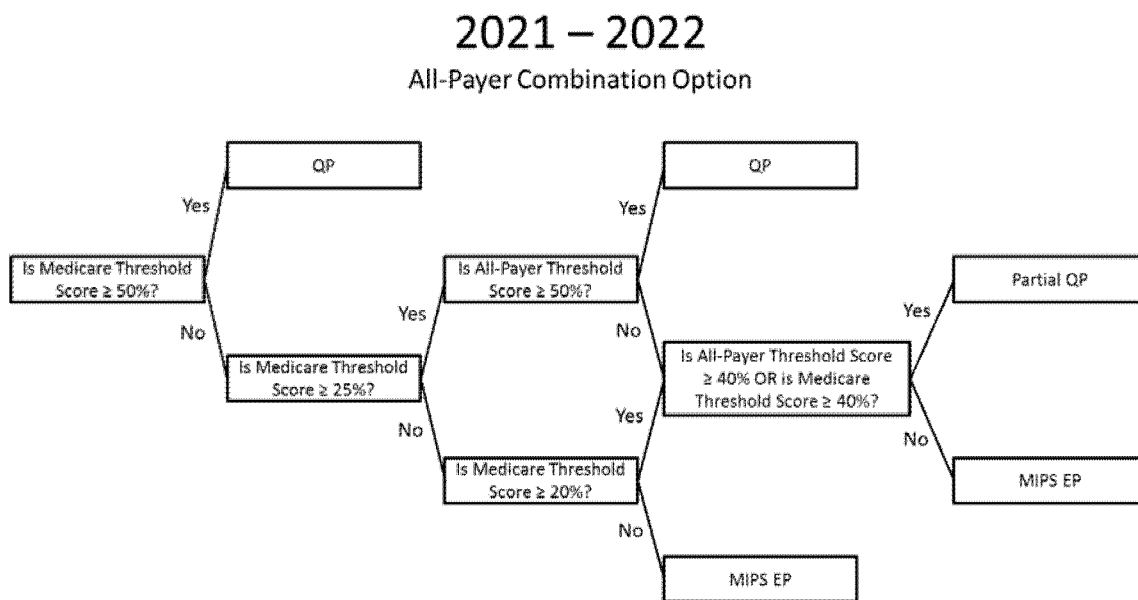 2021 – 2022
All-Payer Combination Option
QP
QP
Yes
Yes
Is Medicare Threshold
Score ≥ 50%?
Is All-Payer Threshold
Score ≥ 50%?
Partial QP
Yes
Yes
No
No
Is Medicare Threshold
Score ≥ 25%?
Is All-Payer Threshold Score
≥ 40% OR is Medicare
Threshold Score ≥ 40%?
No
Yes
No
Is Medicare Threshold
Score ≥ 20%?
MIPS EP
No
MIPS EP